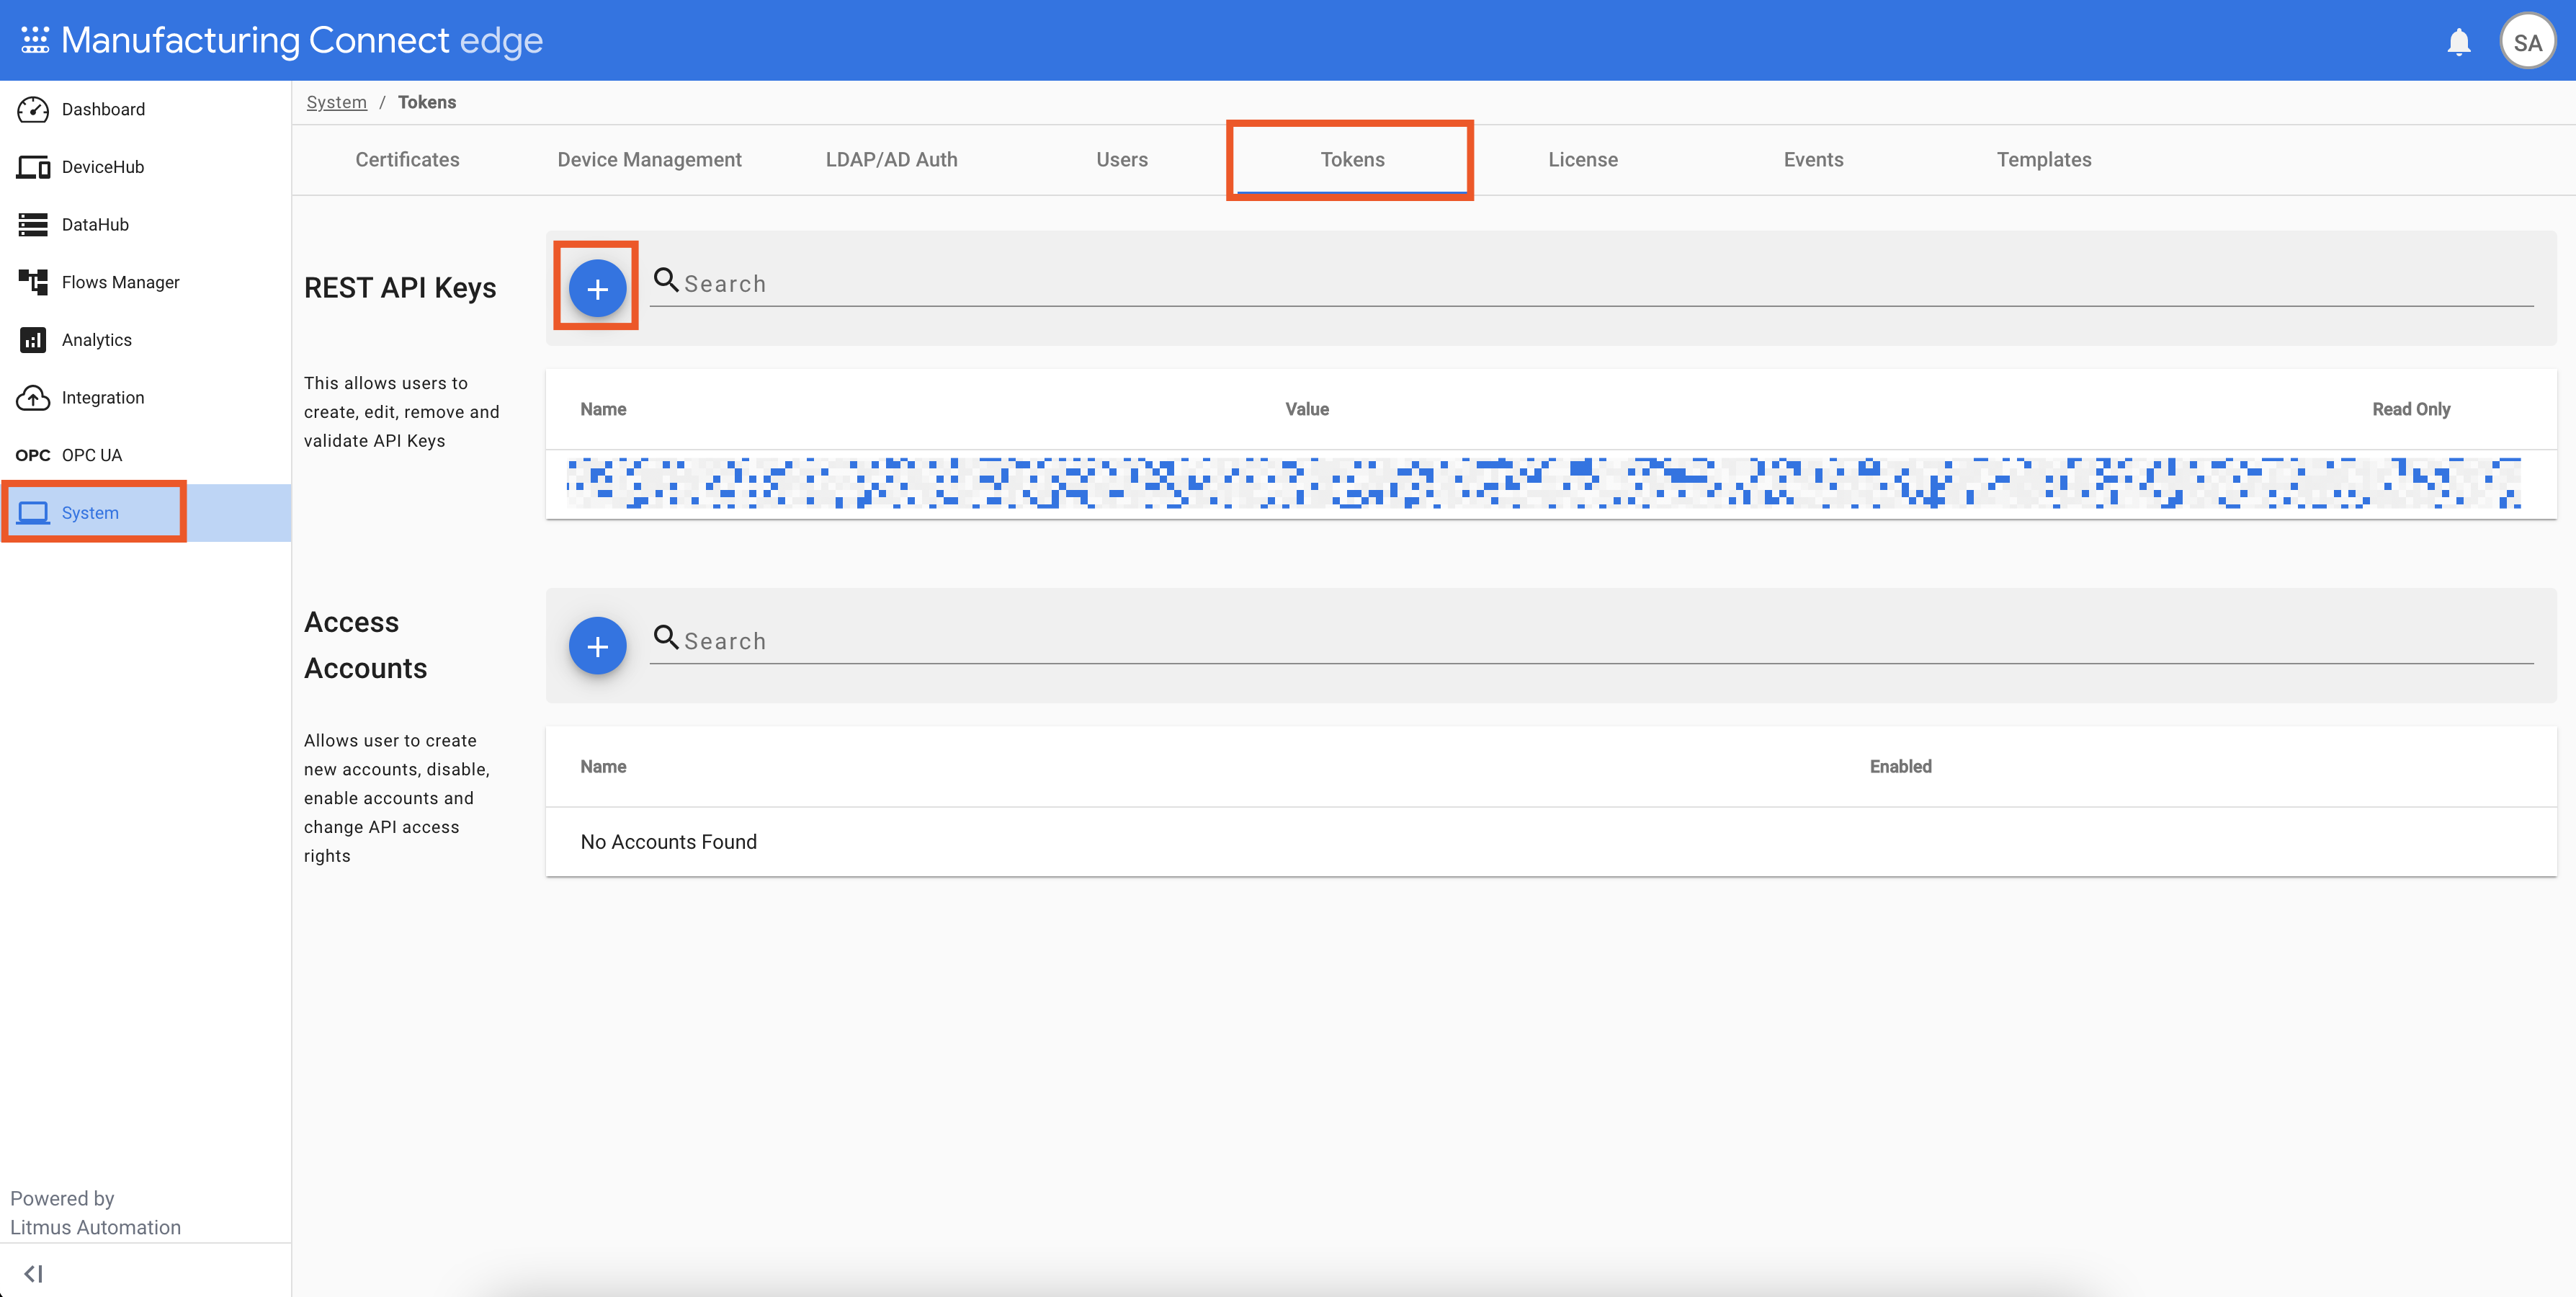 Manufacturing Connect edge
SA
Dashboard
DeviceHub
DataHub
Flows Manager
Analytics
Integration
OPC OPC UA
System
Powered by
Litmus Automation
System / Tokens
Certificates Device Management LDAP/AD Auth Users Tokens License Events Templates
REST API Keys
Search
This allows users to
create, edit, remove and
validate API Keys
Name Value Read Only
Access
Accounts
Search
Allows user to create
new accounts, disable,
enable accounts and
change API access
rights
Name Enabled
No Accounts Found